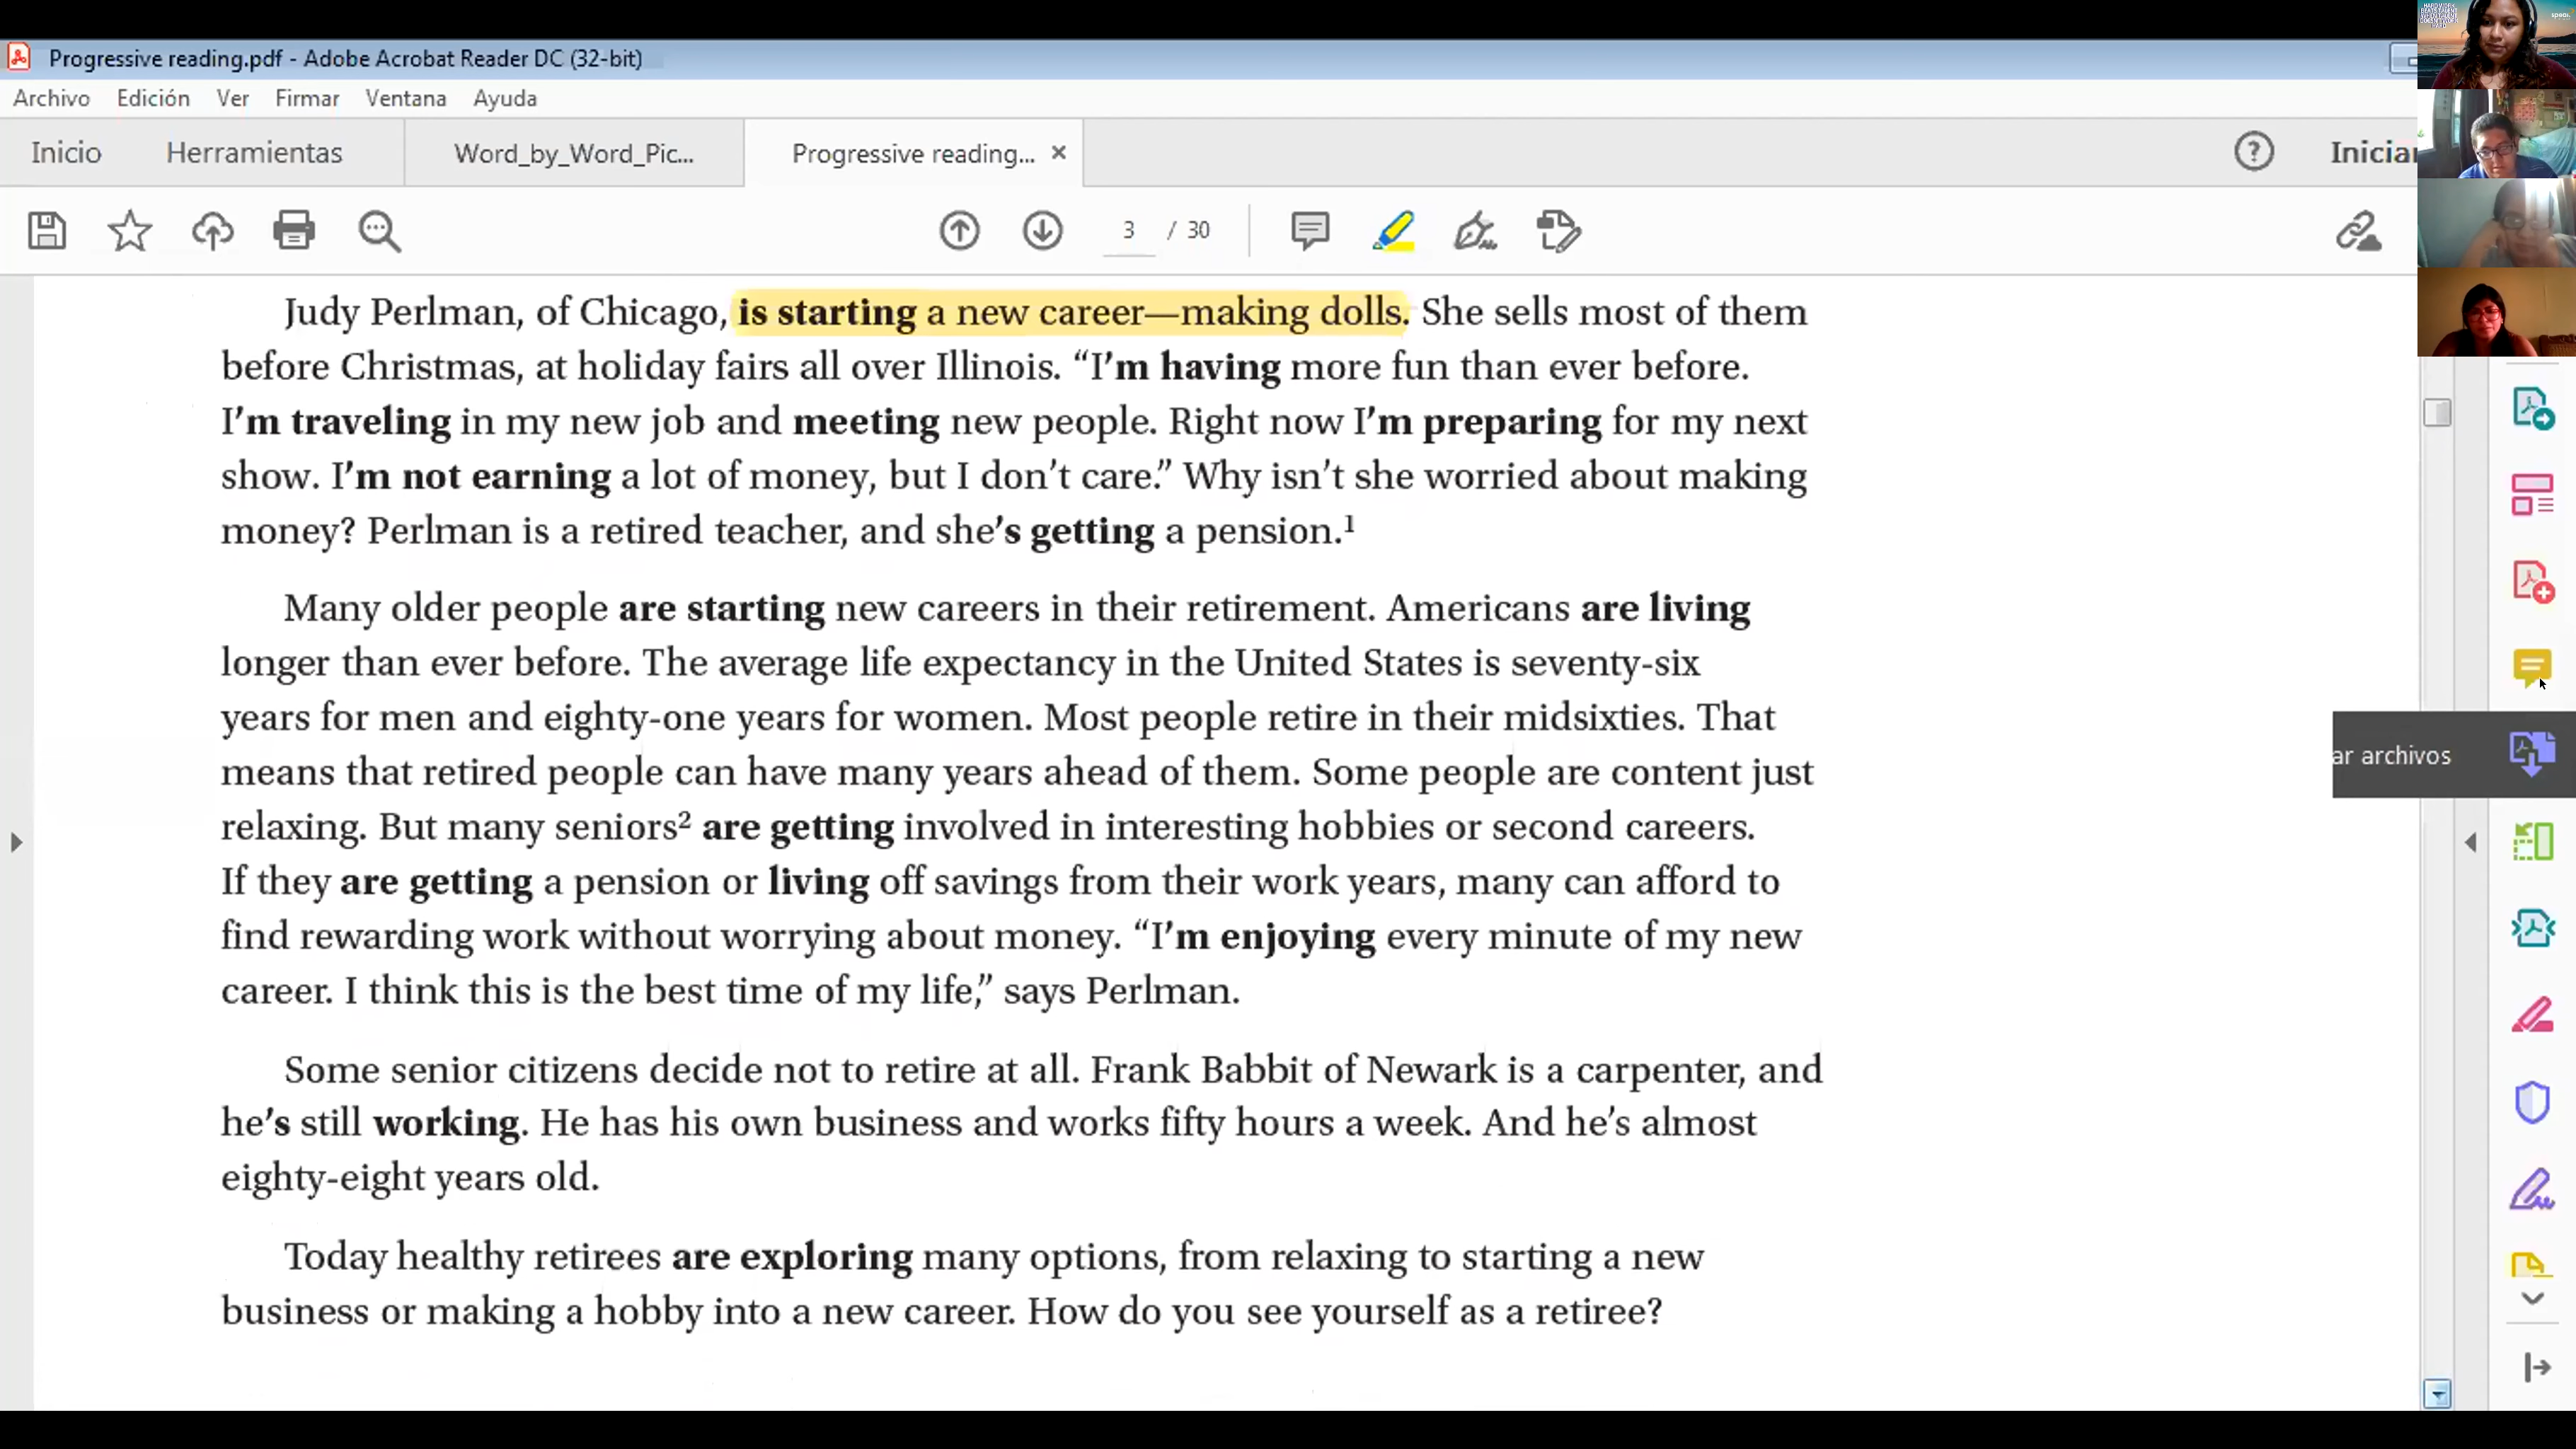 Progressive reading.pdf - Adobe Acrobat Reader DC (32-bit)
Archivo Edición Ver Firmar Ventana Ayuda
Inicio Herramientas Word_by_Word_Pic... Progressive reading... × ? Iniciar
3 / 30
Judy Perlman, of Chicago, is starting a new career—making dolls. She sells most of them
before Christmas, at holiday fairs all over Illinois. “I’m having more fun than ever before.
I’m traveling in my new job and meeting new people. Right now I’m preparing for my next
show. I’m not earning a lot of money, but I don’t care.” Why isn’t she worried about making
money? Perlman is a retired teacher, and she’s getting a pension.¹
Many older people are starting new careers in their retirement. Americans are living
longer than ever before. The average life expectancy in the United States is seventy-six
years for men and eighty-one years for women. Most people retire in their midsixties. That
means that retired people can have many years ahead of them. Some people are content just
relaxing. But many seniors² are getting involved in interesting hobbies or second careers.
If they are getting a pension or living off savings from their work years, many can afford to
find rewarding work without worrying about money. “I’m enjoying every minute of my new
career. I think this is the best time of my life,” says Perlman.
ar archivos
Some senior citizens decide not to retire at all. Frank Babbit of Newark is a carpenter, and
he’s still working. He has his own business and works fifty hours a week. And he’s almost
eighty-eight years old.
Today healthy retirees are exploring many options, from relaxing to starting a new
business or making a hobby into a new career. How do you see yourself as a retiree?